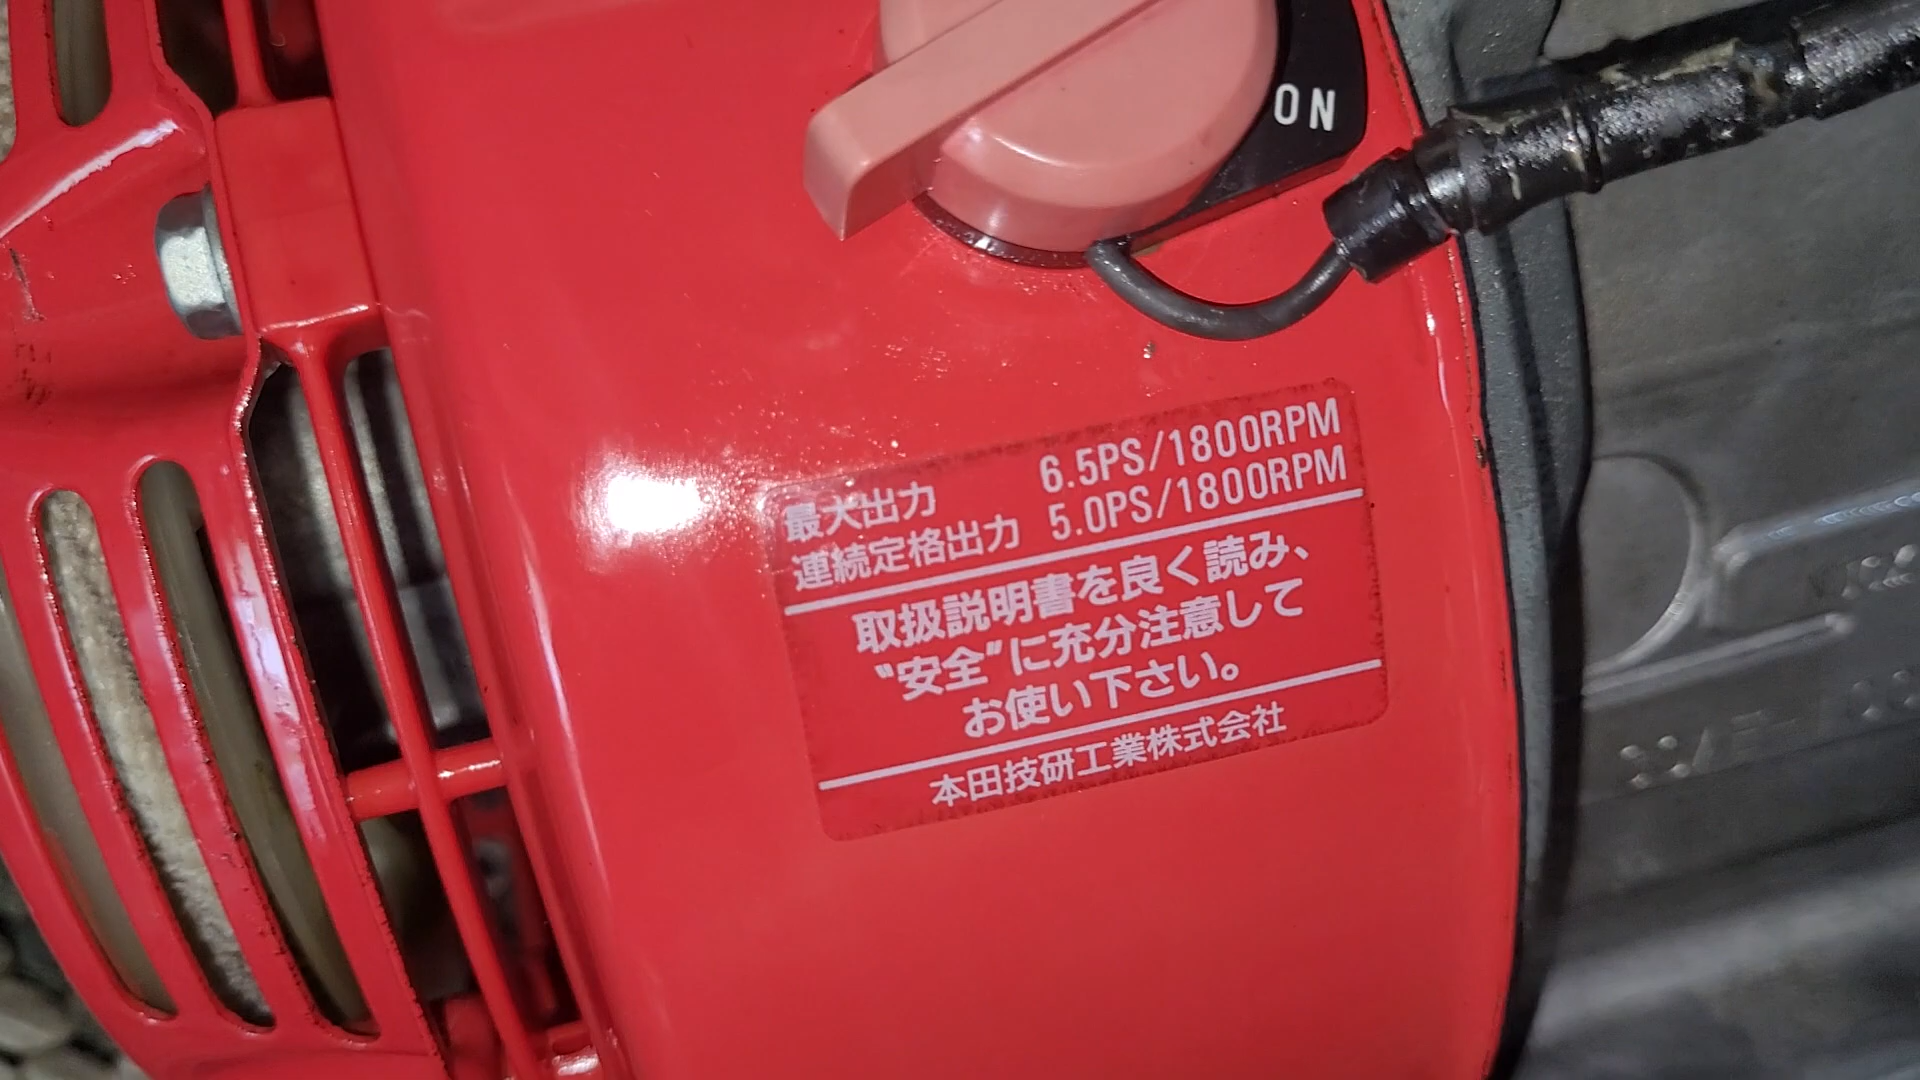 ON
最大出力 6.5PS/1800RPM
連続定格出力 5.0PS/1800RPM
取扱説明書を良く読み、
“安全”に充分注意して
お使い下さい。
本田技研工業株式会社